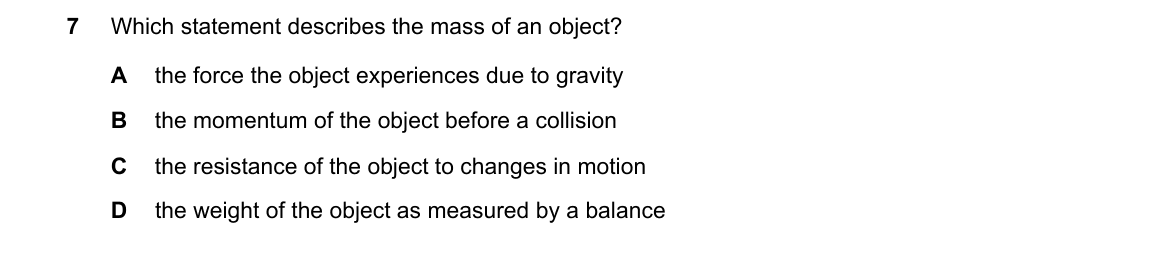 7 Which statement describes the mass of an object?
A the force the object experiences due to gravity
B the momentum of the object before a collision
C the resistance of the object to changes in motion
D the weight of the object as measured by a balance